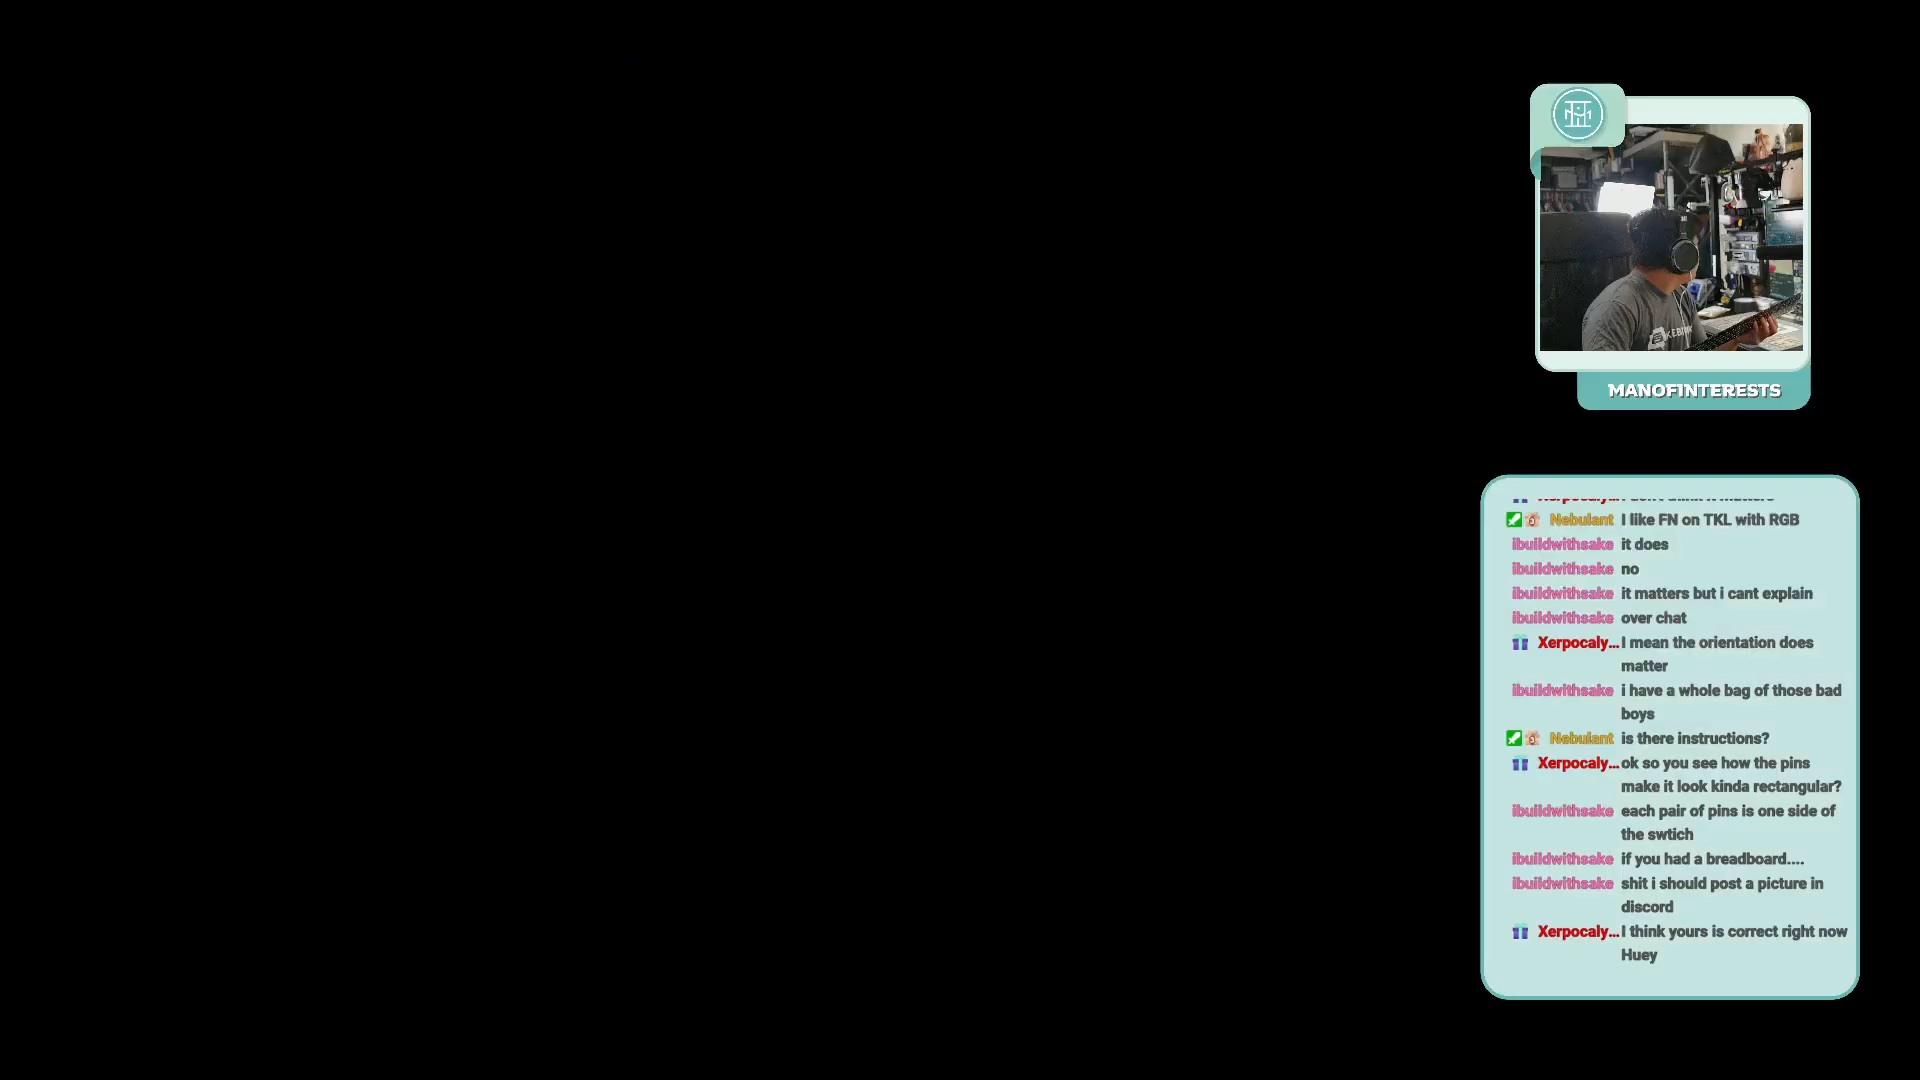 MANOFINTERESTS
Nebulant I like FN on TKL with RGB
ibuildwithsake it does
ibuildwithsake no
ibuildwithsake it matters but i cant explain
ibuildwithsake over chat
Xerpocaly... I mean the orientation does
matter
ibuildwithsake i have a whole bag of those bad
boys
Nebulant is there instructions?
Xerpocaly... ok so you see how the pins
make it look kinda rectangular?
ibuildwithsake each pair of pins is one side of
the swtich
ibuildwithsake if you had a breadboard....
ibuildwithsake shit i should post a picture in
discord
Xerpocaly... I think yours is correct right now
Huey